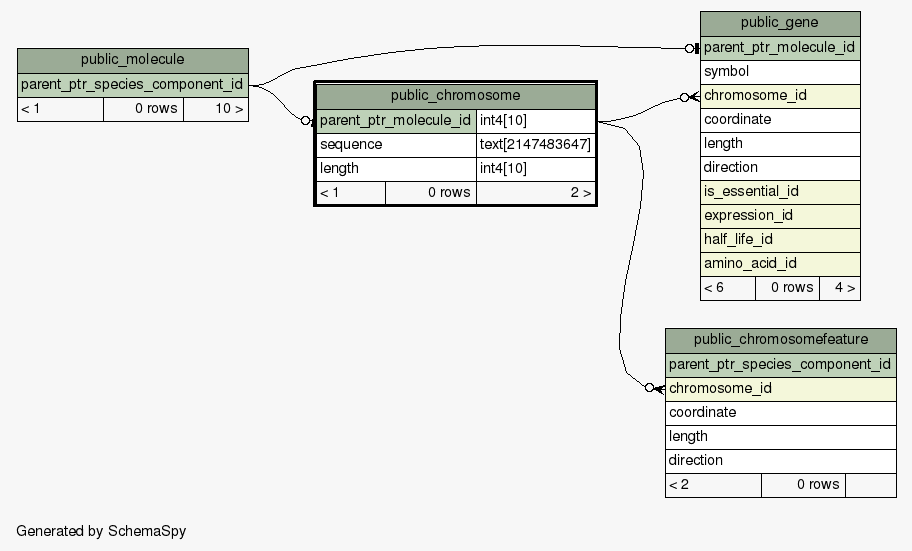 public_molecule
parent_ptr_species_component_id
< 1 0 rows 10 >
public_chromosome
parent_ptr_molecule_id int4[10]
sequence text[2147483647]
length int4[10]
< 1 0 rows 2 >
public_gene
parent_ptr_molecule_id
symbol
chromosome_id
coordinate
length
direction
is_essential_id
expression_id
half_life_id
amino_acid_id
< 6 0 rows 4 >
public_chromosomefeature
parent_ptr_species_component_id
chromosome_id
coordinate
length
direction
< 2 0 rows
Generated by SchemaSpy